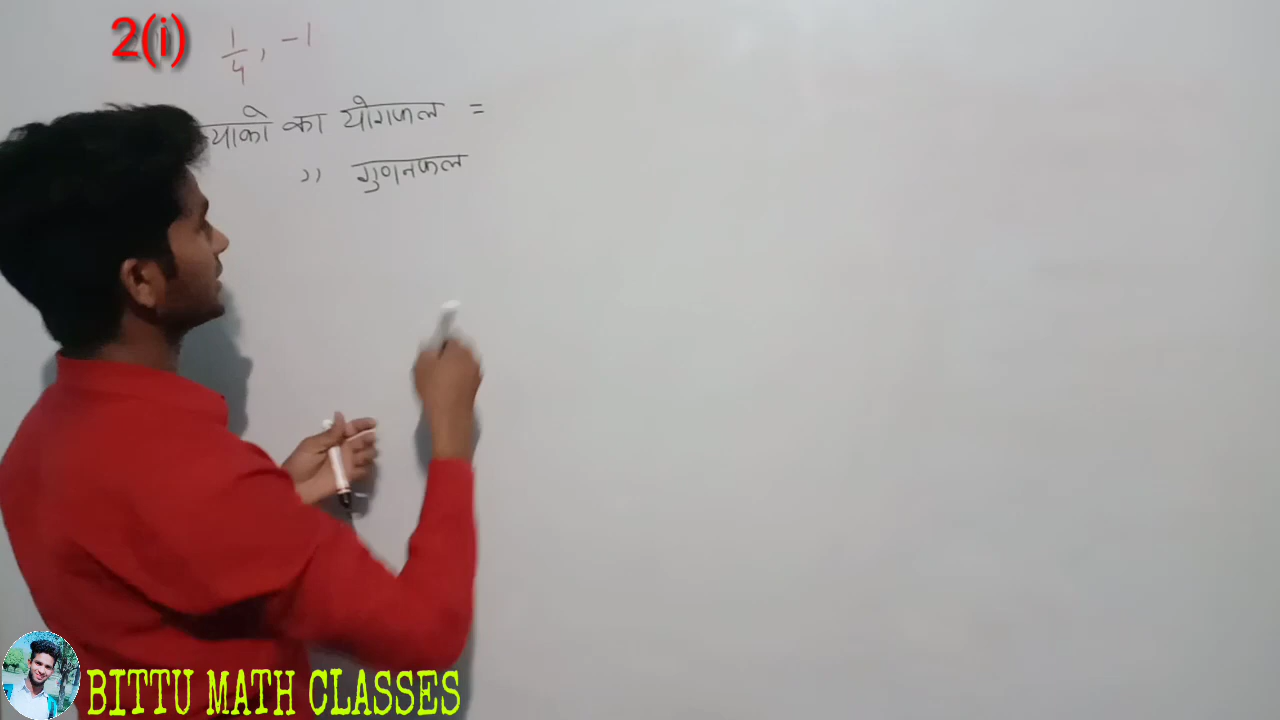 2(i) 1/4, -1
का योगफल =
,, गुणनफल
BITTU MATH CLASSES